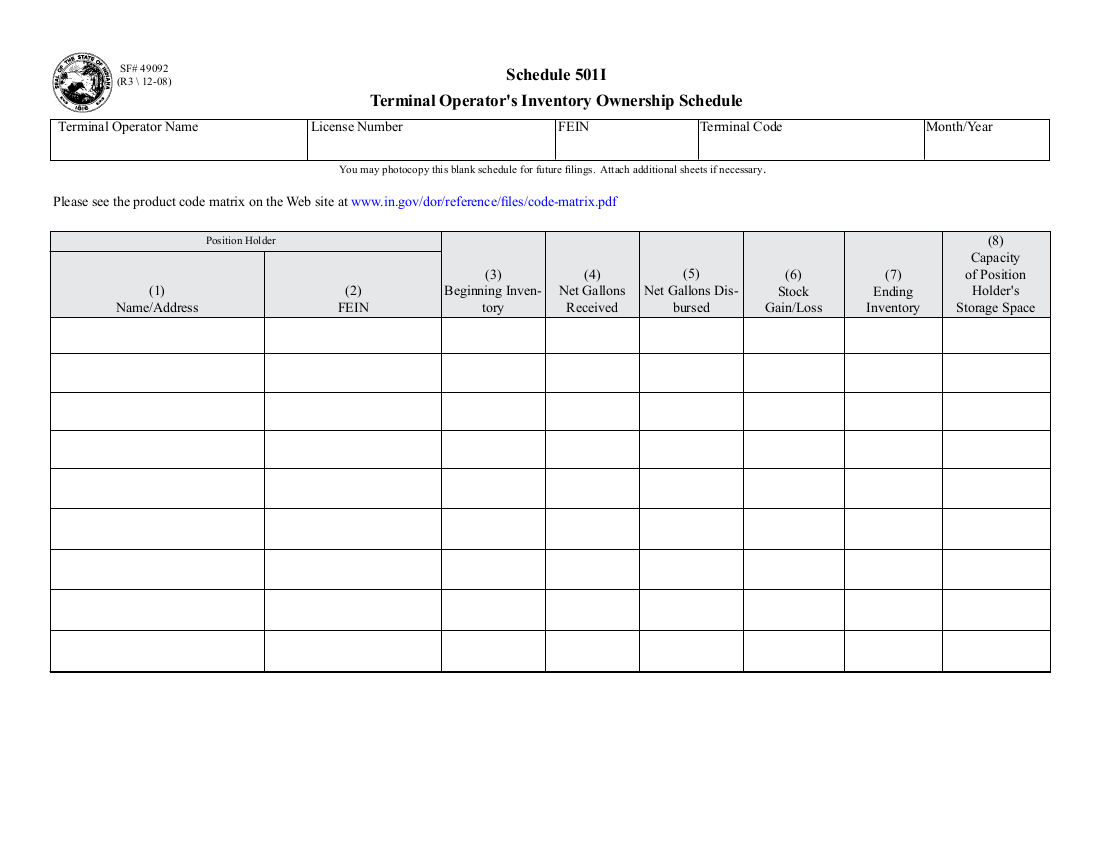 SEAL OF THE STATE OF INDIANA
1816
SF# 49092
(R3 \ 12-08)
Schedule 501I
Terminal Operator's Inventory Ownership Schedule
Terminal Operator Name License Number FEIN Terminal Code Month/Year
You may photocopy this blank schedule for future filings.  Attach additional sheets if necessary.
Please see the product code matrix on the Web site at www.in.gov/dor/reference/files/code-matrix.pdf
Position Holder
(1)
Name/Address
(2)
FEIN
(3)
Beginning Inven-
tory
(4)
Net Gallons
Received
(5)
Net Gallons Dis-
bursed
(6)
Stock
Gain/Loss
(7)
Ending
Inventory
(8)
Capacity
of Position
Holder's
Storage Space